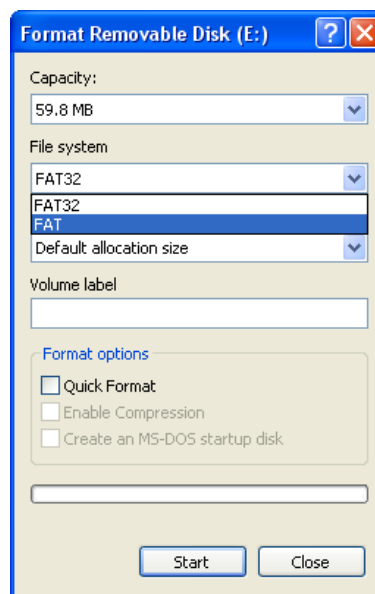 Format Removable Disk (E:)
Capacity:
59.8 MB
File system
FAT32
FAT32
FAT
Default allocation size
Volume label
Format options
Quick Format
Enable Compression
Create an MS-DOS startup disk
Start Close